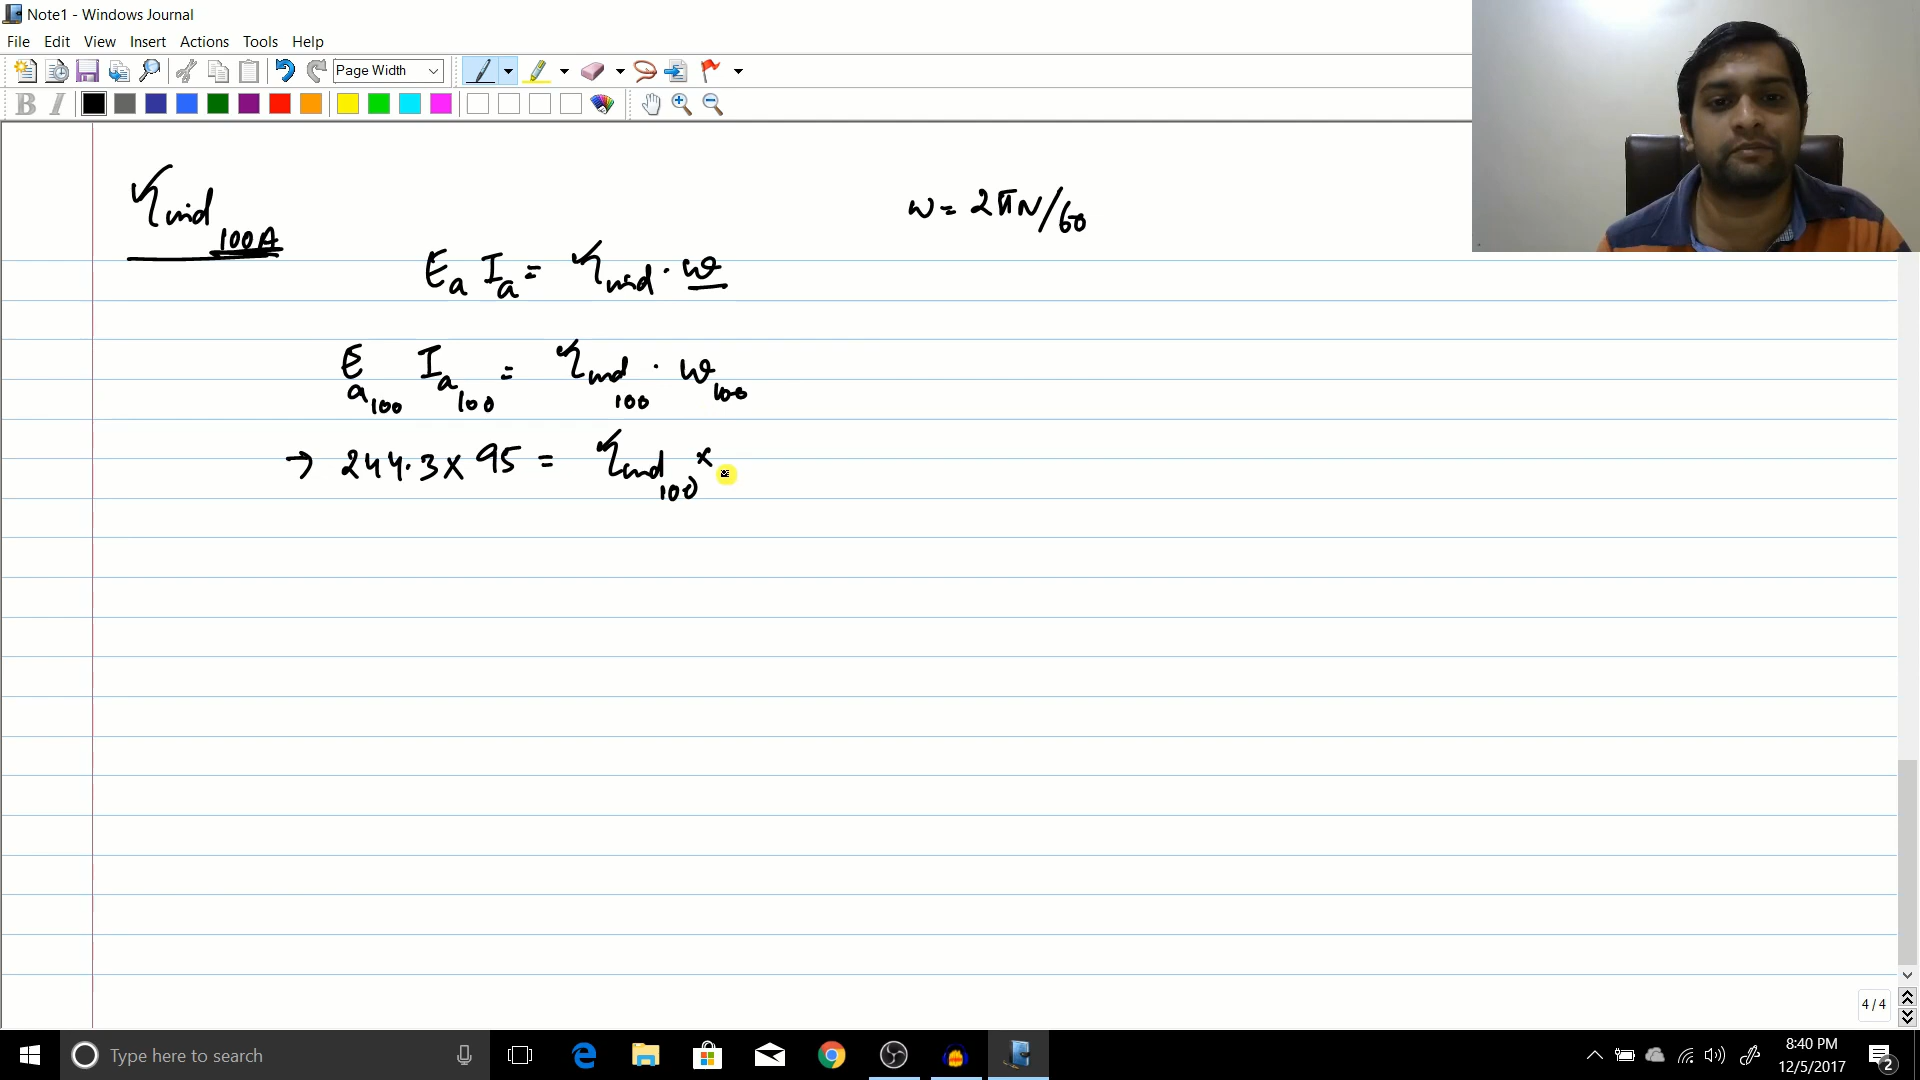 Note1 - Windows Journal
File Edit View Insert Actions Tools Help
Page Width
B I
τind 100A
ω = 2πN/60
Ea Ia = τind · ω
Ea100 Ia100 = τind100 · ω100
→ 244.3 × 95 = τind100 ×
4 / 4
Type here to search
8:40 PM
12/5/2017
2